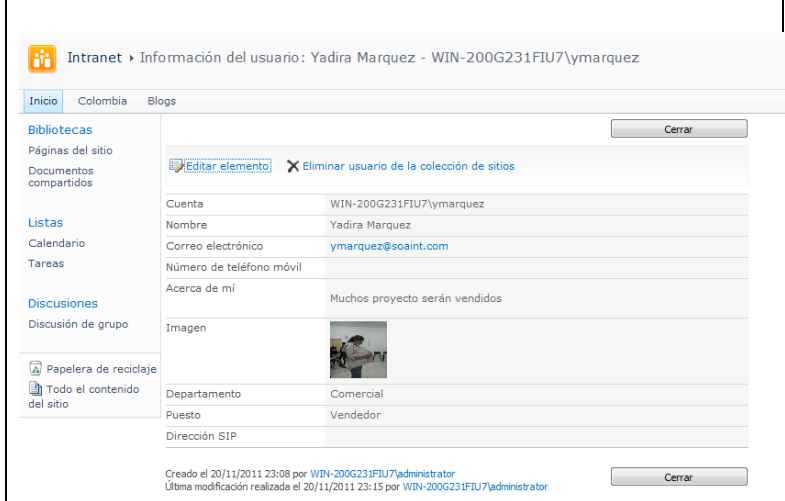 Intranet ▸ Información del usuario: Yadira Marquez - WIN-200G231FIU7\ymarquez
Inicio Colombia Blogs
Bibliotecas
Páginas del sitio
Documentos
compartidos
Listas
Calendario
Tareas
Discusiones
Discusión de grupo
Papelera de reciclaje
Todo el contenido
del sitio
Cerrar
Editar elemento Eliminar usuario de la colección de sitios
Cuenta WIN-200G231FIU7\ymarquez
Nombre Yadira Marquez
Correo electrónico ymarquez@soaint.com
Número de teléfono móvil
Acerca de mí
Muchos proyecto serán vendidos
Imagen
Departamento Comercial
Puesto Vendedor
Dirección SIP
Creado el 20/11/2011 23:08 por WIN-200G231FIU7\administrator
Última modificación realizada el 20/11/2011 23:15 por WIN-200G231FIU7\administrator
Cerrar